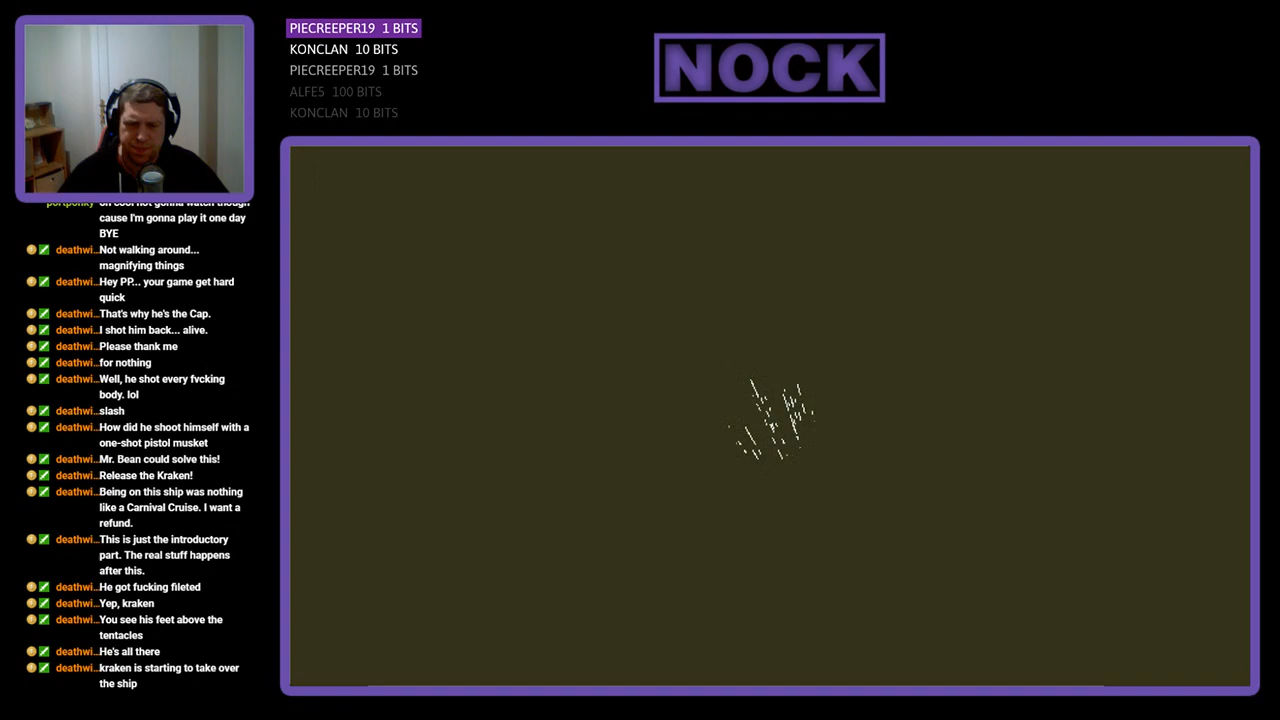 PIECREEPER19 1 BITS
KONCLAN 10 BITS
PIECREEPER19 1 BITS
ALFE5 100 BITS
KONCLAN 10 BITS
NOCK
cause I'm gonna play it one day
BYE
deathwi... Not walking around...
magnifying things
deathwi... Hey PP... your game get hard
quick
deathwi... That's why he's the Cap.
deathwi... I shot him back... alive.
deathwi... Please thank me
deathwi... for nothing
deathwi... Well, he shot every fvcking
body. lol
deathwi... slash
deathwi... How did he shoot himself with a
one-shot pistol musket
deathwi... Mr. Bean could solve this!
deathwi... Release the Kraken!
deathwi... Being on this ship was nothing
like a Carnival Cruise. I want a
refund.
deathwi... This is just the introductory
part. The real stuff happens
after this.
deathwi... He got fucking fileted
deathwi... Yep, kraken
deathwi... You see his feet above the
tentacles
deathwi... He's all there
deathwi... kraken is starting to take over
the ship